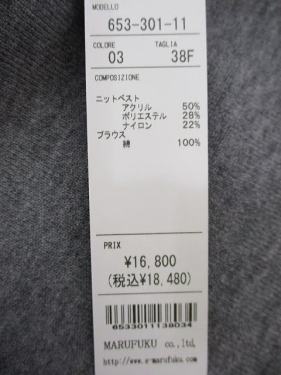 MODELLO
653-301-11
COLORE TAGLIA
03 38F
COMPOSIZIONE
ニットベスト
アクリル 50%
ポリエステル 28%
ナイロン 22%
ブラウス
綿 100%
PRIX
¥16,800
(税込¥18,480)
6533011138034
MARUFUKU co.,ltd.
http://www.e-marufuku.com/